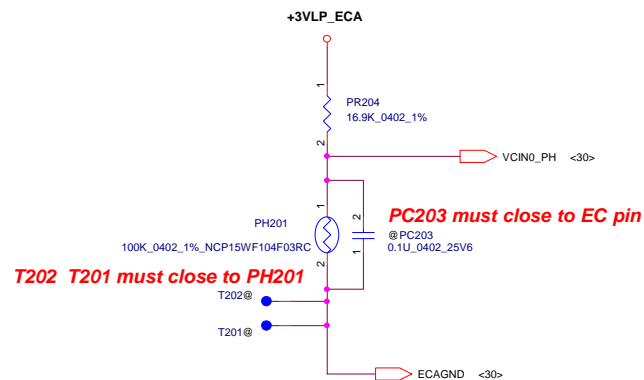 +3VLP_ECA
1
PR204
16.9K_0402_1%
2
VCIN0_PH <30>
1
PH201
100K_0402_1%_NCP15WF104F03RC
2
2
PC203 must close to EC pin
@PC203
0.1U_0402_25V6
1
T202 T201 must close to PH201
T202@
T201@
ECAGND <30>